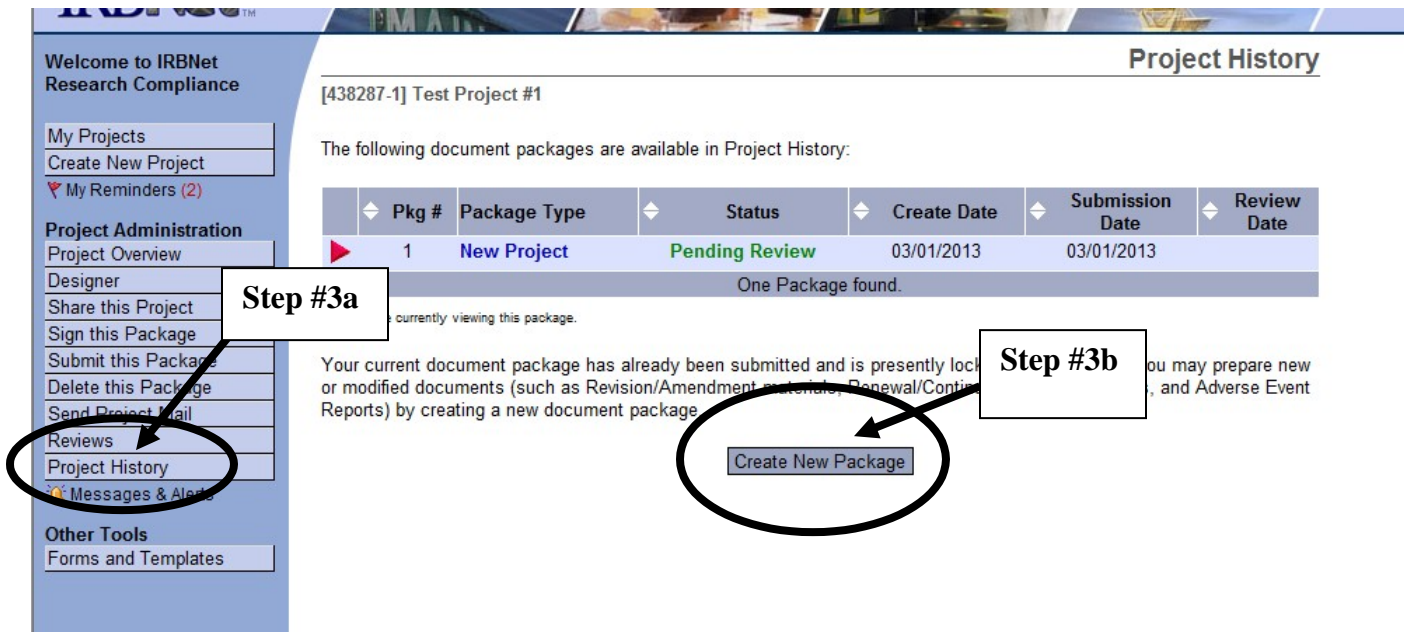 Welcome to IRBNet
Research Compliance
My Projects
Create New Project
My Reminders (2)
Project Administration
Project Overview
Designer
Share this Project
Sign this Package
Submit this Package
Delete this Package
Send Project Mail
Reviews
Project History
Messages & Alerts
Other Tools
Forms and Templates
Step #3a
Project History
[438287-1] Test Project #1
The following document packages are available in Project History:
Pkg # Package Type Status Create Date Submission Date Review Date
1 New Project Pending Review 03/01/2013 03/01/2013
One Package found.
currently viewing this package.
Your current document package has already been submitted and is presently you may prepare new
or modified documents (such as Revision/Amendment materials, , and Adverse Event
Reports) by creating a new document package
Step #3b
Create New Package